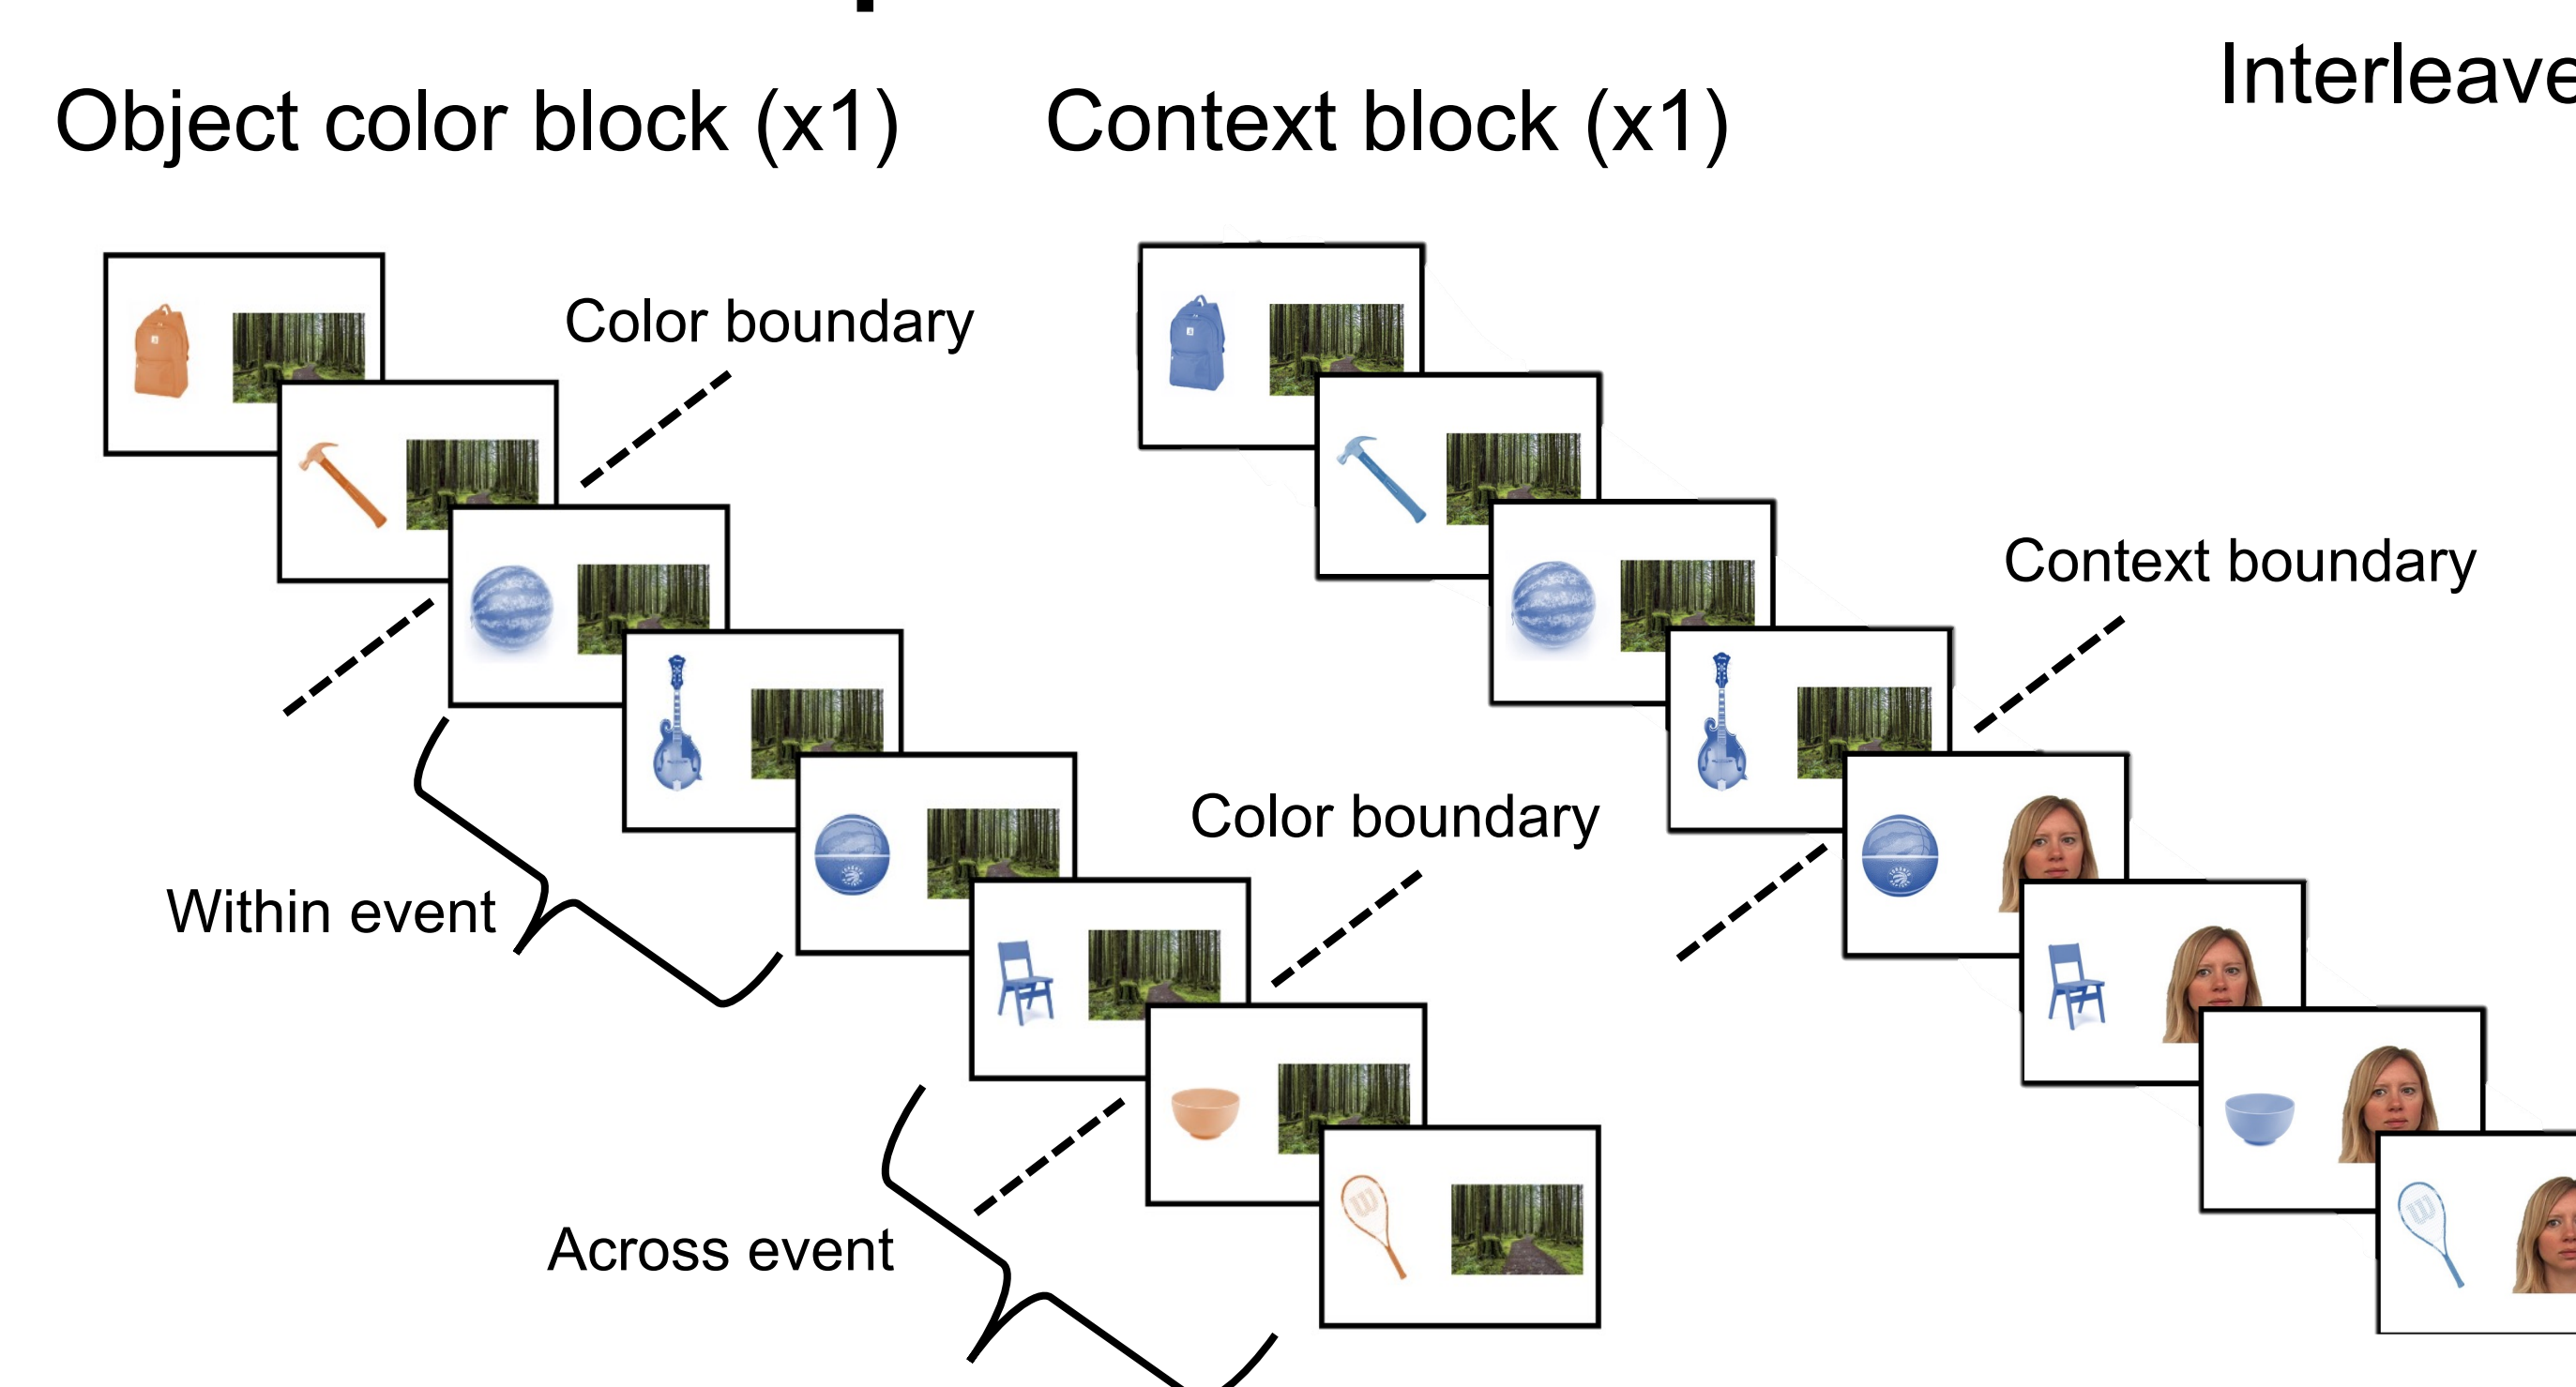 Object color block (x1)
Context block (x1)
Interleave
Color boundary
Within event
Color boundary
Across event
Context boundary